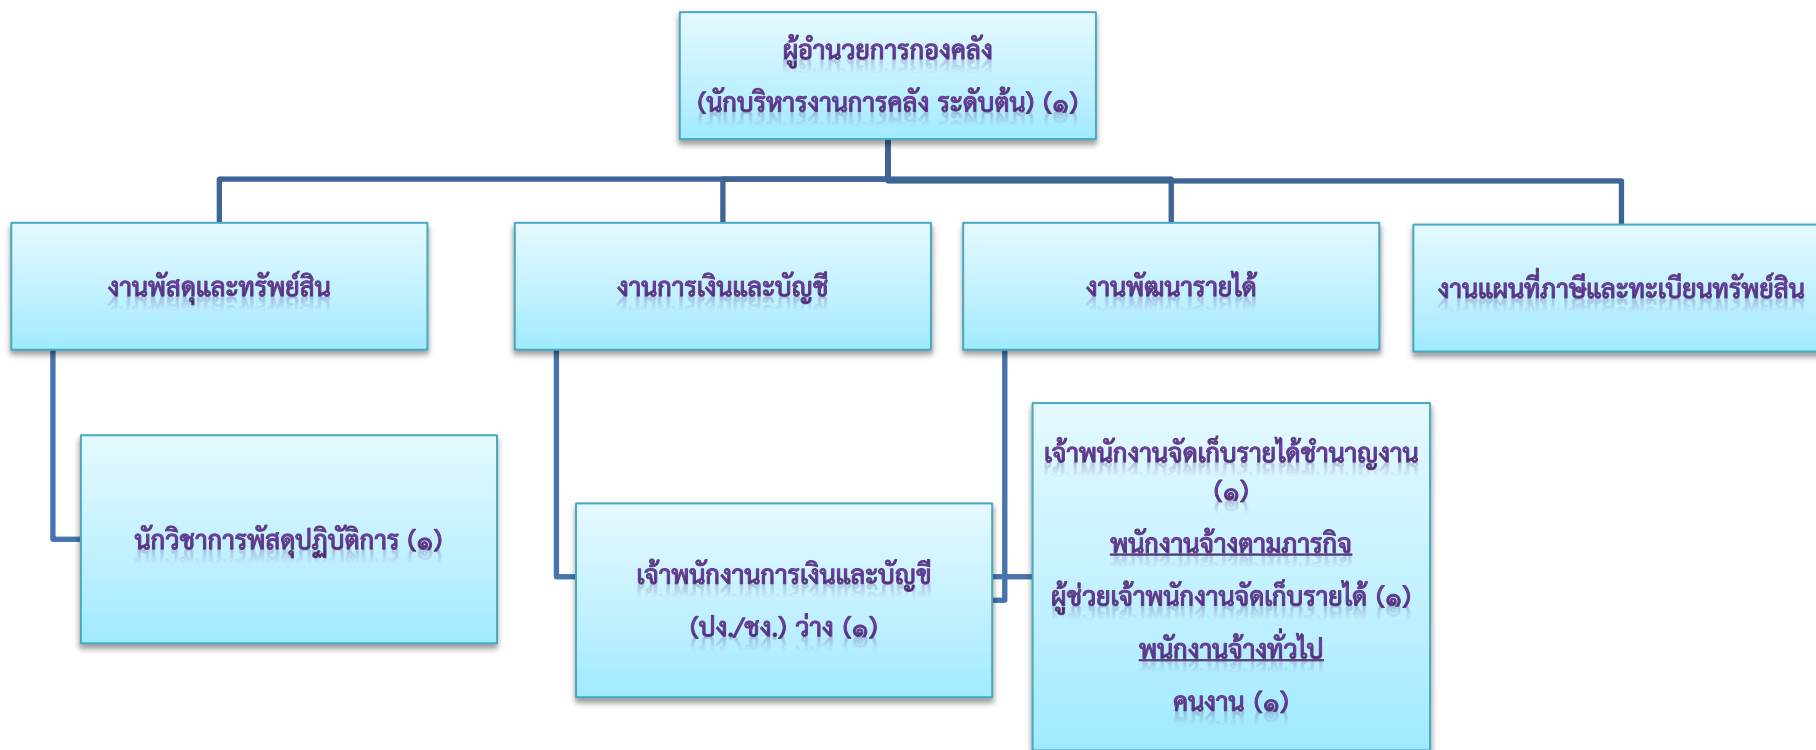 ผู้อำนวยการกองคลัง
(นักบริหารงานการคลัง ระดับต้น) (๑)
งานพัสดุและทรัพย์สิน
งานการเงินและบัญชี
งานพัฒนารายได้
งานแผนที่ภาษีและทะเบียนทรัพย์สิน
นักวิชาการพัสดุปฏิบัติการ (๑)
เจ้าพนักงานการเงินและบัญชี
(ปง./ชง.) ว่าง (๑)
เจ้าพนักงานจัดเก็บรายได้ชำนาญงาน
(๑)
พนักงานจ้างตามภารกิจ
ผู้ช่วยเจ้าพนักงานจัดเก็บรายได้ (๑)
พนักงานจ้างทั่วไป
คนงาน (๑)